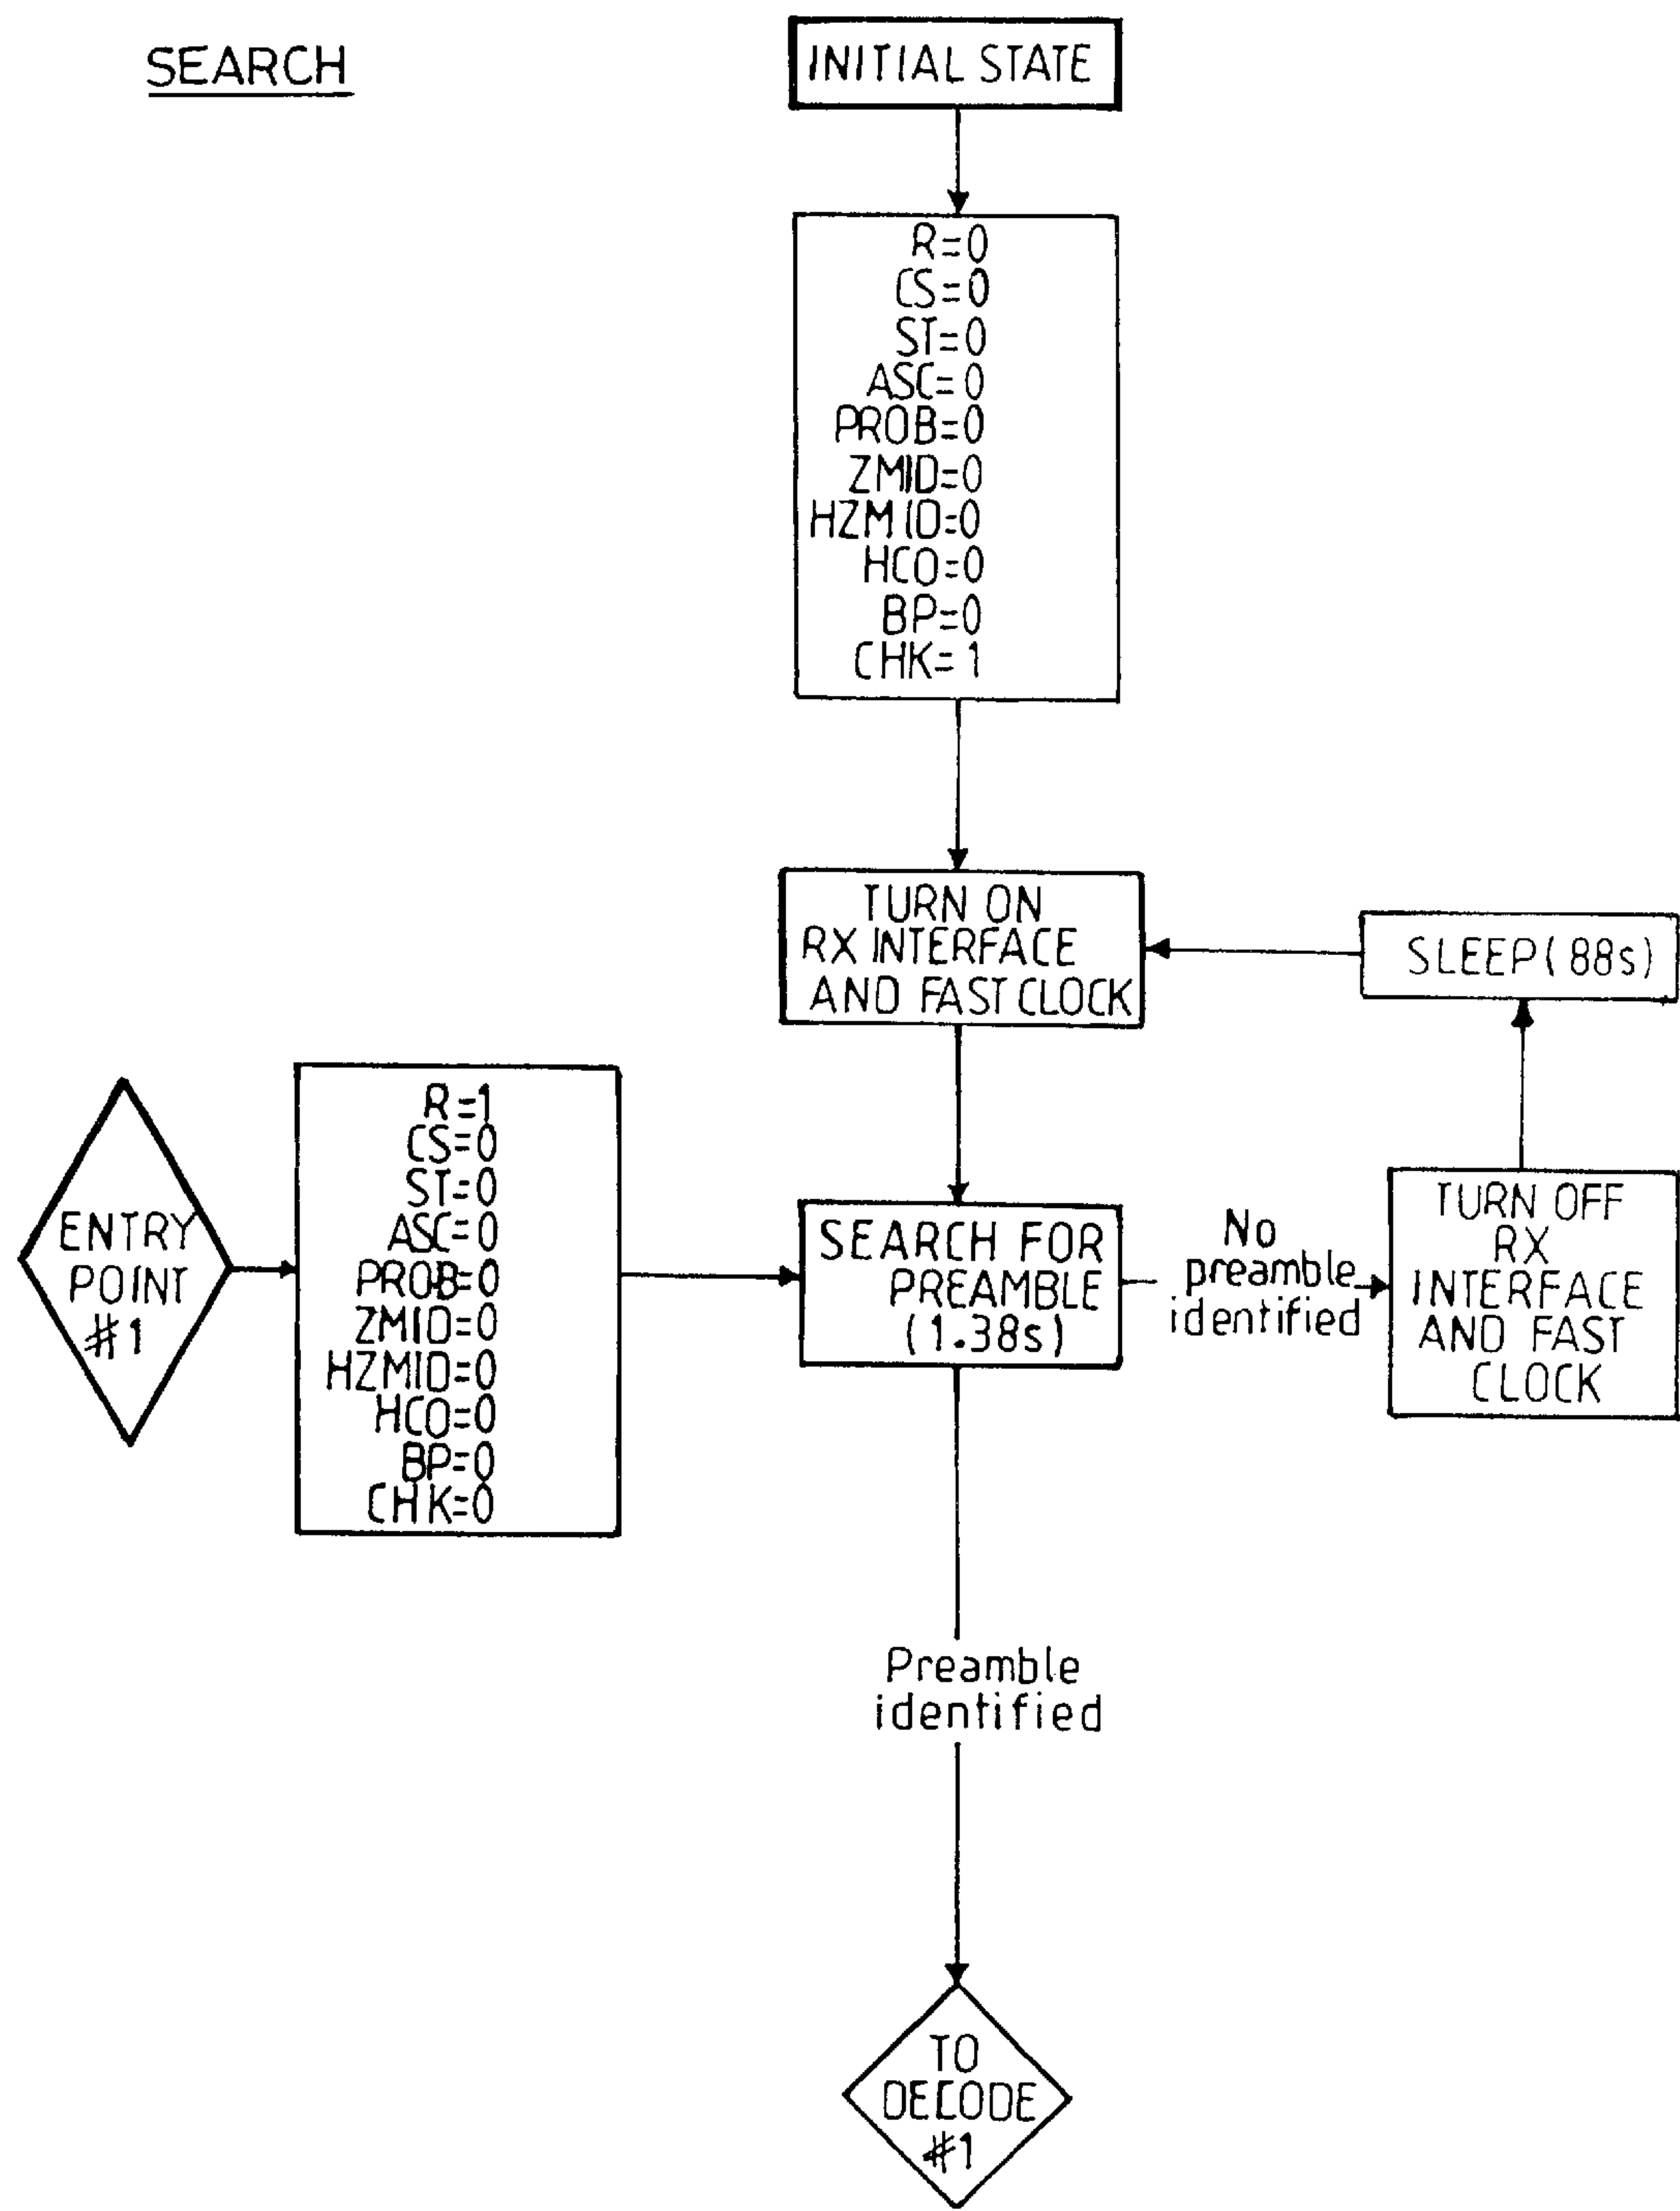 SEARCH
INITIAL STATE
R=0
CS=0
ST=0
ASC=0
PROB=0
ZMID=0
HZMID=0
HCO=0
BP=0
CHK=1
TURN ON
RX INTERFACE
AND FAST CLOCK
SLEEP(88s)
ENTRY
POINT
#1
R=1
CS=0
ST=0
ASC=0
PROB=0
ZMID=0
HZMID=0
HCO=0
BP=0
CHK=0
SEARCH FOR
PREAMBLE
(1.38s)
No
preamble
identified
TURN OFF
RX
INTERFACE
AND FAST
CLOCK
Preamble
identified
TO
DECODE
#1